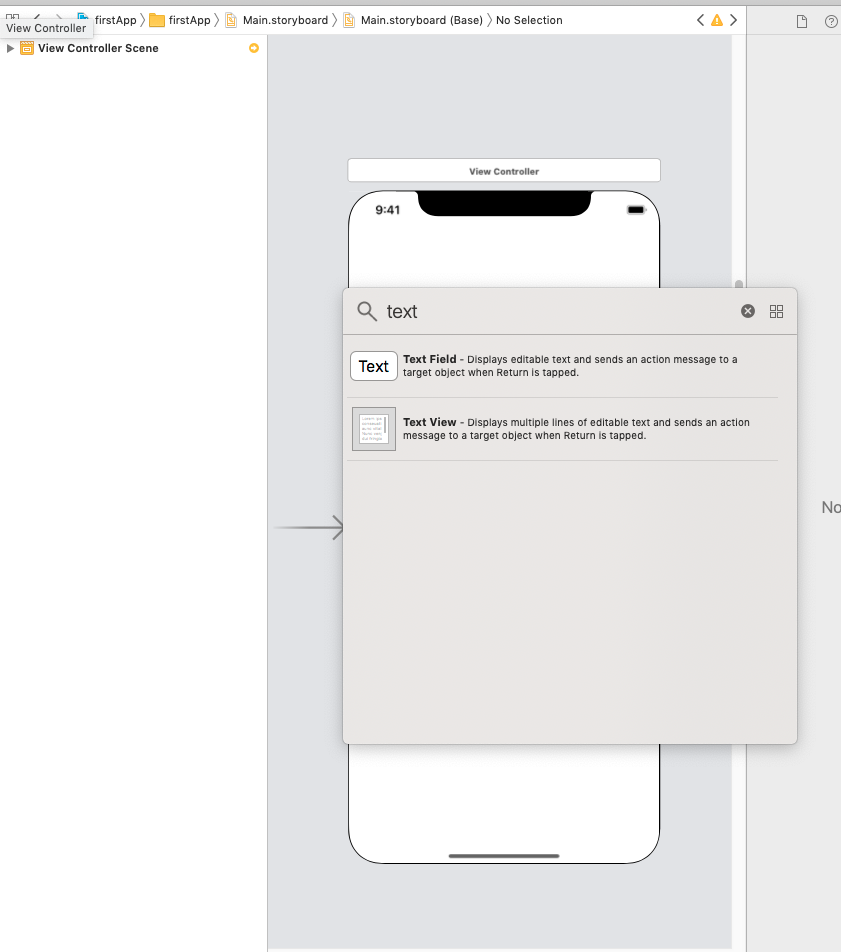 firstApp 〉 firstApp 〉 Main.storyboard 〉 Main.storyboard (Base) 〉 No Selection
View Controller
View Controller Scene
View Controller
9:41
text
Text
Text Field - Displays editable text and sends an action message to a
target object when Return is tapped.
Text View - Displays multiple lines of editable text and sends an action
message to a target object when Return is tapped.
No